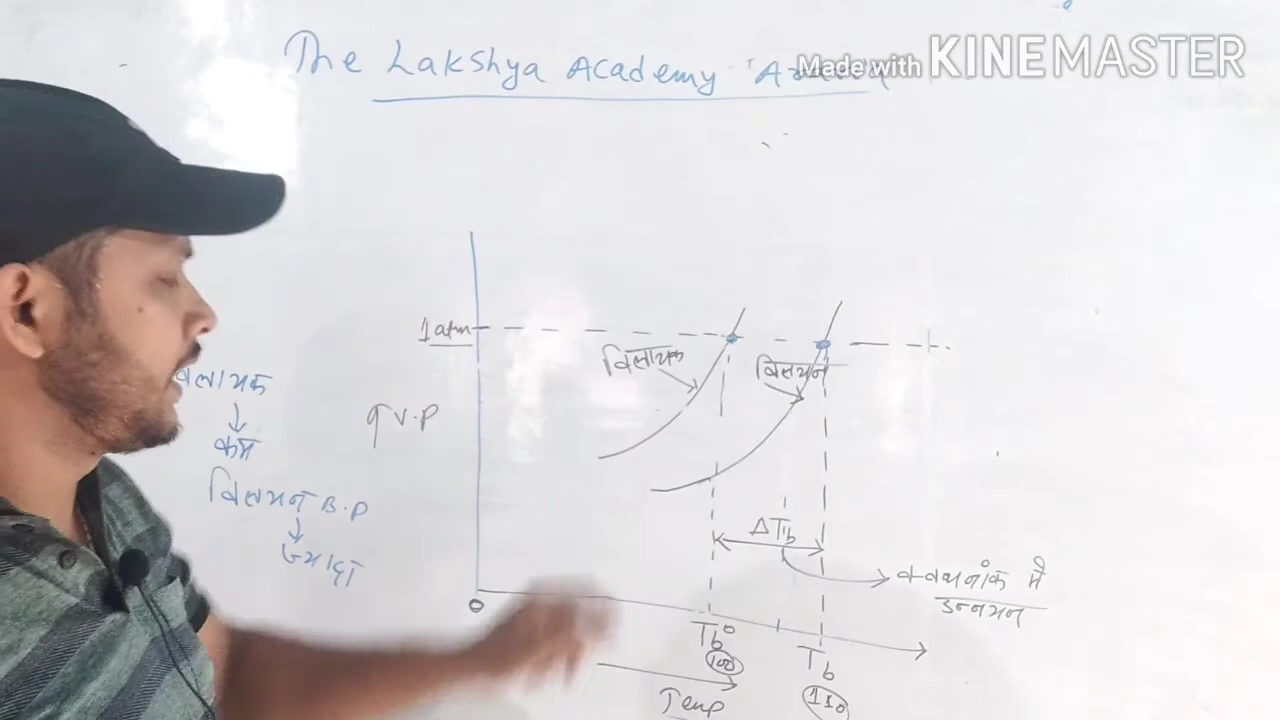 The Lakshya Academy
Made with KINEMASTER
1 atm
विलायक
विलयन
विलायक
↓
कम
विलयन B.P
↓
ज्यादा
V.P
ΔTb
क्वथनांक में
उन्नयन
0
Tb°
100
Tb
110
Temp